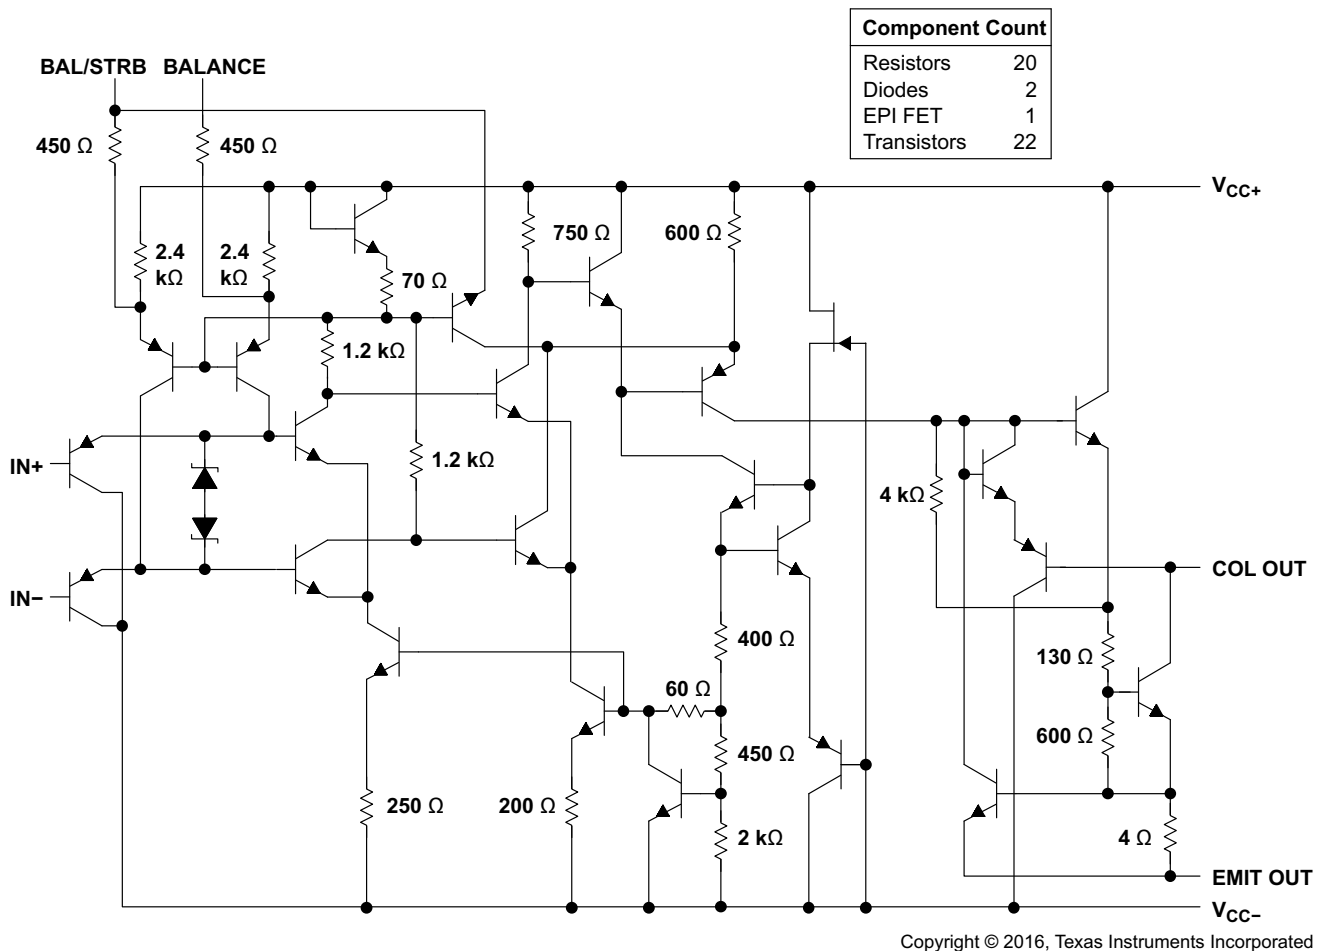 Component Count
Resistors 20
Diodes 2
EPI FET 1
Transistors 22
BAL/STRB BALANCE
450 Ω 450 Ω
V_CC+
2.4 kΩ
2.4 kΩ
70 Ω
750 Ω
600 Ω
1.2 kΩ
IN+
1.2 kΩ
4 kΩ
COL OUT
IN−
400 Ω
130 Ω
60 Ω
450 Ω
600 Ω
250 Ω
200 Ω
2 kΩ
4 Ω
EMIT OUT
V_CC−
Copyright © 2016, Texas Instruments Incorporated